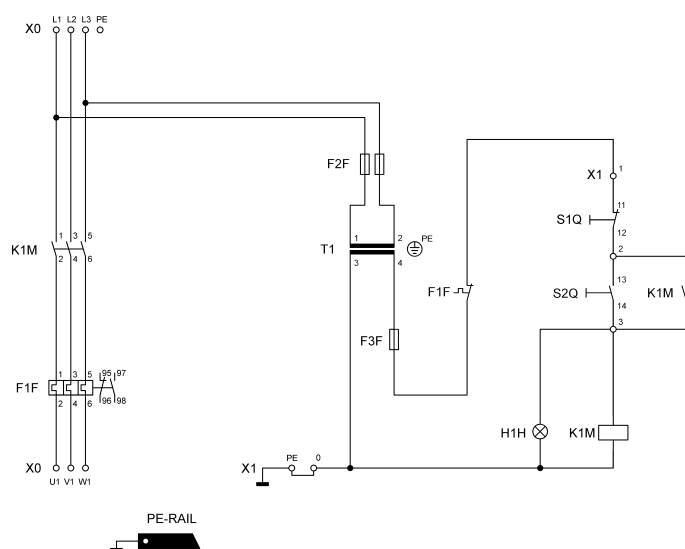 L1 L2 L3 PE
X0
F2F
X1 1
11
S1Q
12
1 3 5
K1M
2 4 6
1 2 PE
T1
3 4
2
F1F
13
S2Q K1M
14
3
F3F
1 3 5 95 97
F1F
2 4 6 96 98
H1H K1M
X0
U1 V1 W1
X1 PE 0
PE-RAIL